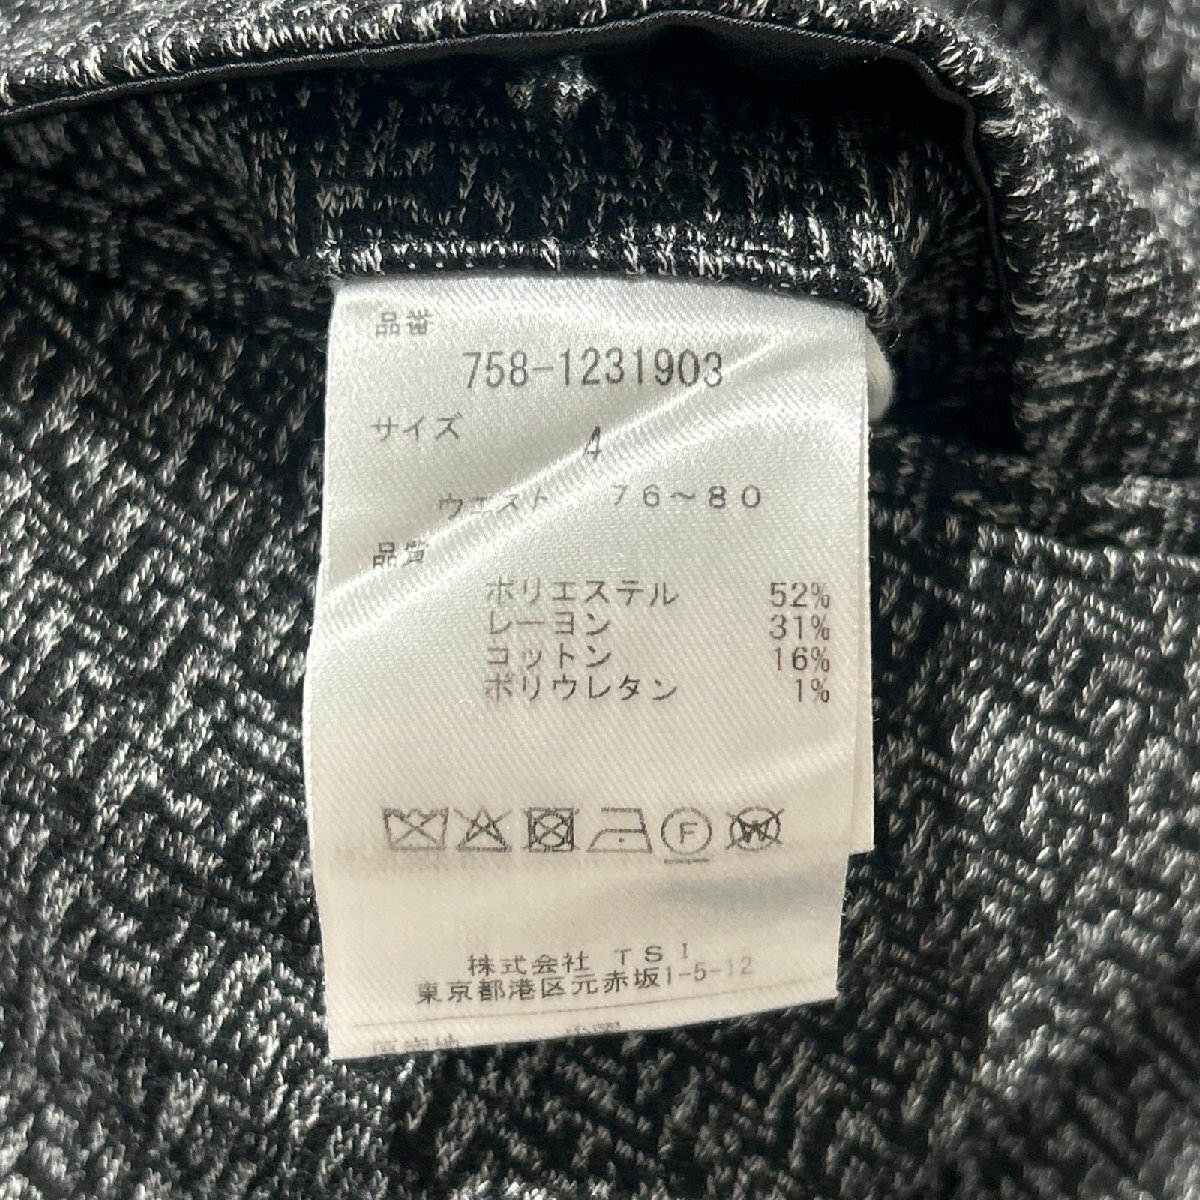 品番
758-1231903
サイズ 4
ウエスト 76～80
品質
ポリエステル 52%
レーヨン 31%
コットン 16%
ポリウレタン 1%
F W
株式会社 TSI
東京都港区元赤坂1-5-12